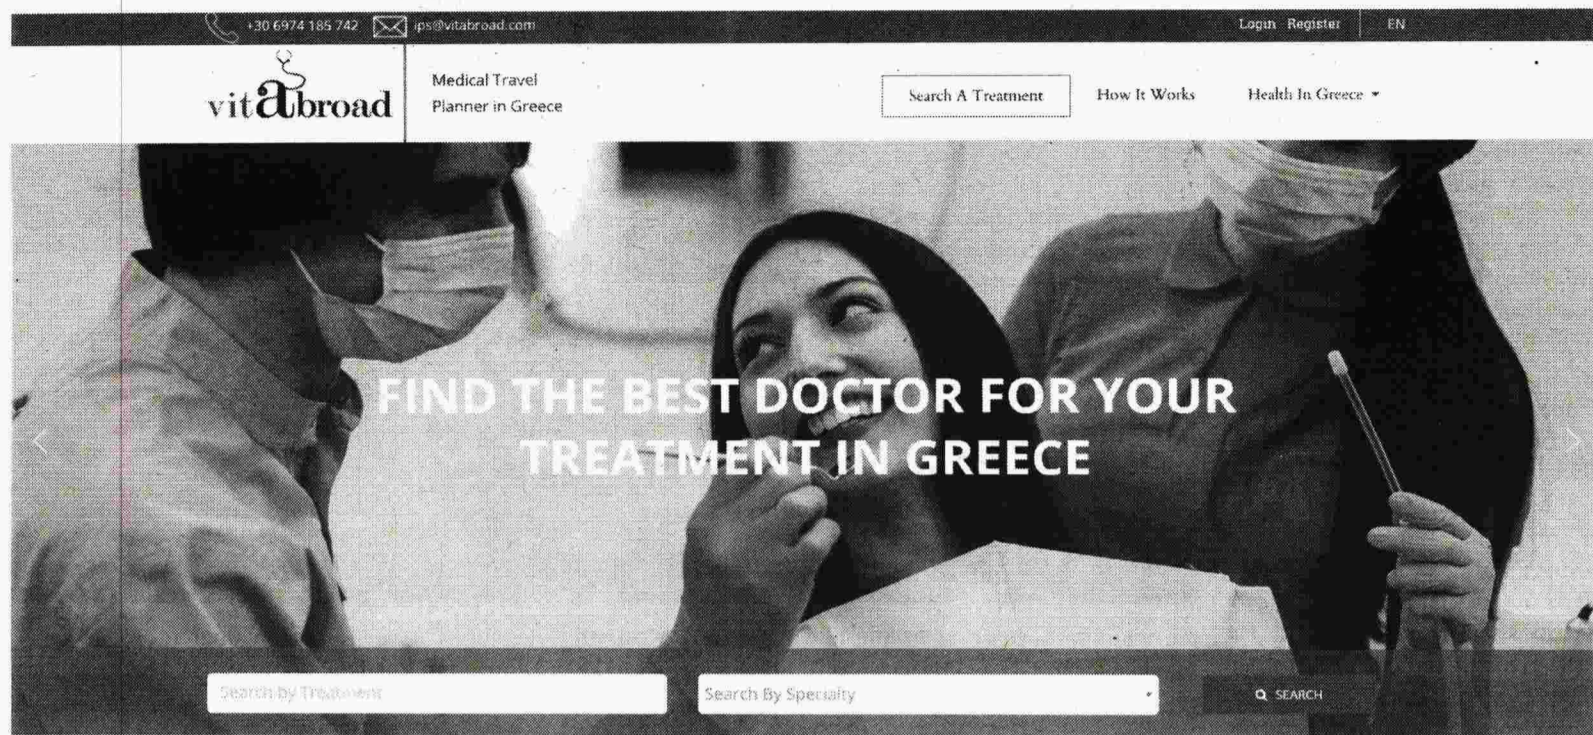 +30 6974 185 742 ips@vitabroad.com Login Register EN
vitabroad
Medical Travel
Planner in Greece
Search A Treatment How It Works Health In Greece
FIND THE BEST DOCTOR FOR YOUR
TREATMENT IN GREECE
Search by Treatment Search By Specialty SEARCH